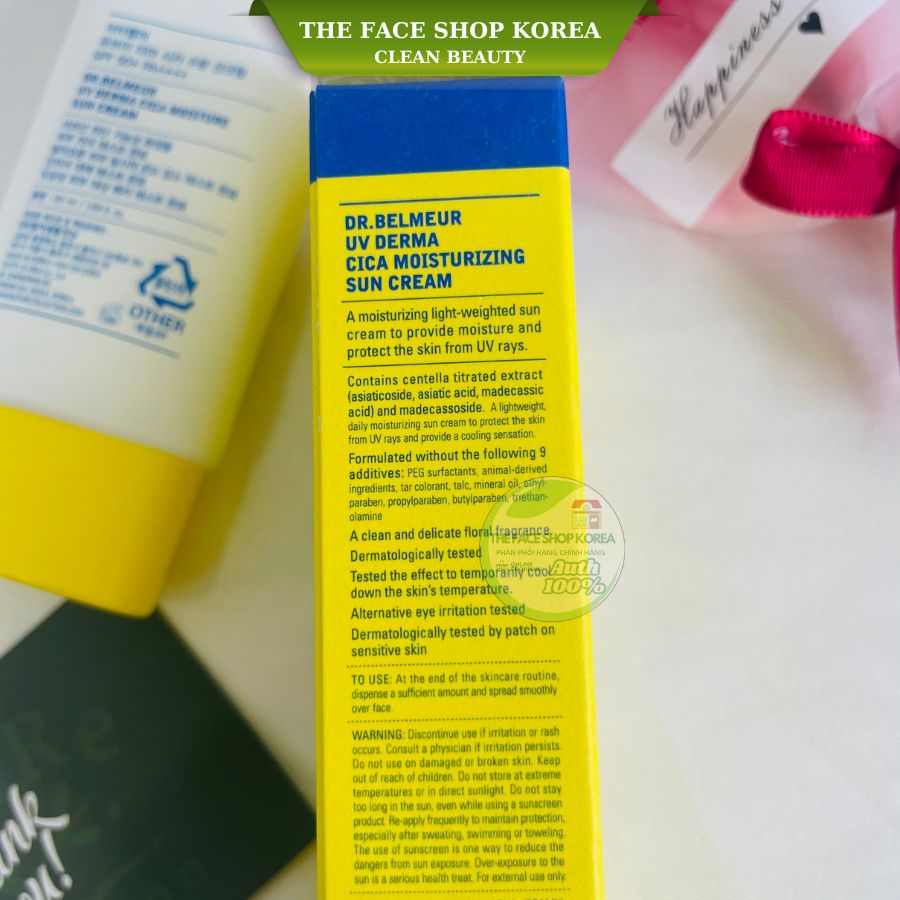 THE FACE SHOP KOREA
CLEAN BEAUTY
Happiness
DR.BELMEUR
UV DERMA CICA MOISTURE
SUN CREAM
OTHER
DR.BELMEUR
UV DERMA
CICA MOISTURIZING
SUN CREAM
A moisturizing light-weighted sun
cream to provide moisture and
protect the skin from UV rays.
Contains centella titrated extract
(asiaticoside, asiatic acid, madecassic
acid) and madecassoside. A lightweight,
daily moisturizing sun cream to protect the skin
from UV rays and provide a cooling sensation.
Formulated without the following 9
additives: PEG surfactants, animal-derived
ingredients, tar colorant, talc, mineral oil, ethyl-
paraben, propylparaben, butylparaben, triethan-
olamine
A clean and delicate floral fragrance
Dermatologically tested
Tested the effect to temporarily cool
down the skin's temperature.
Alternative eye irritation tested
Dermatologically tested by patch on
sensitive skin
TO USE: At the end of the skincare routine,
dispense a sufficient amount and spread smoothly
over face.
WARNING: Discontinue use if irritation or rash
occurs. Consult a physician if irritation persists.
Do not use on damaged or broken skin. Keep
out of reach of children. Do not store at extreme
temperatures or in direct sunlight. Do not stay
too long in the sun, even while using a sunscreen
product. Re-apply frequently to maintain protection,
especially after sweating, swimming or toweling.
The use of sunscreen is one way to reduce the
dangers from sun exposure. Over-exposure to the
sun is a serious health treat. For external use only.
THE FACE SHOP KOREA
PHÂN PHỐI HÀNG CHÍNH HÃNG
ONLINE
Auth
100%